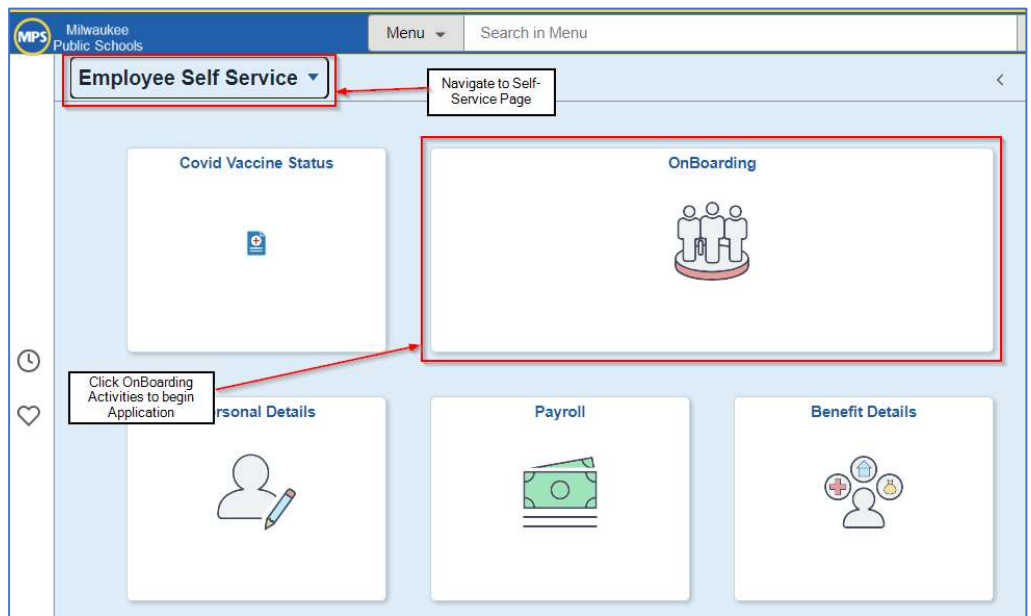 MPS
Milwaukee
Public Schools
Menu
Search in Menu
Employee Self Service
Navigate to Self-
Service Page
Covid Vaccine Status
OnBoarding
Click OnBoarding
Activities to begin
Application
rsonal Details
Payroll
Benefit Details